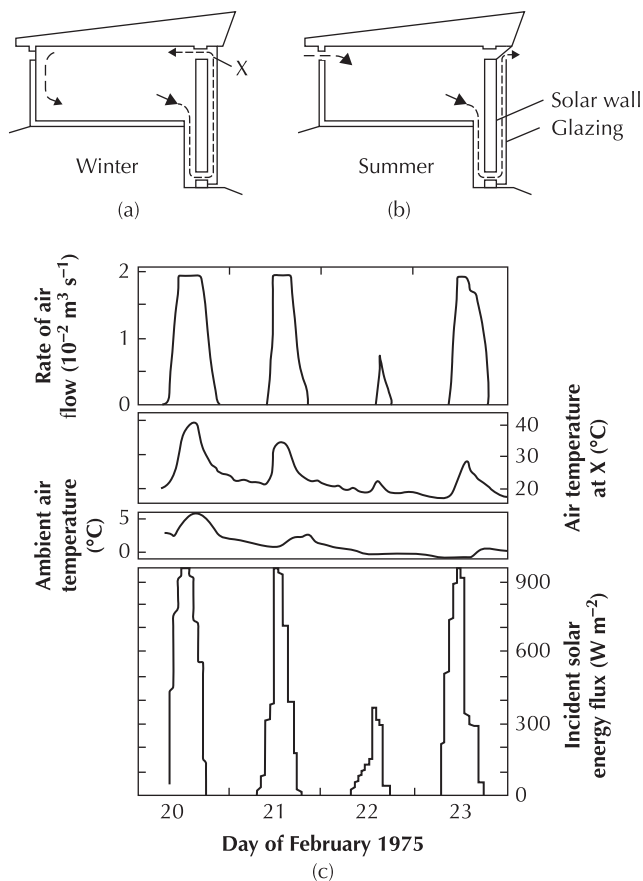 X
Winter
(a)
Summer
(b)
Solar wall
Glazing
Rate of air
flow (10⁻² m³ s⁻¹)
2
1
0
Air temperature
at X (°C)
40
30
20
Ambient air
temperature
(°C)
5
0
Incident solar
energy flux (W m⁻²)
900
600
300
0
20 21 22 23
Day of February 1975
(c)